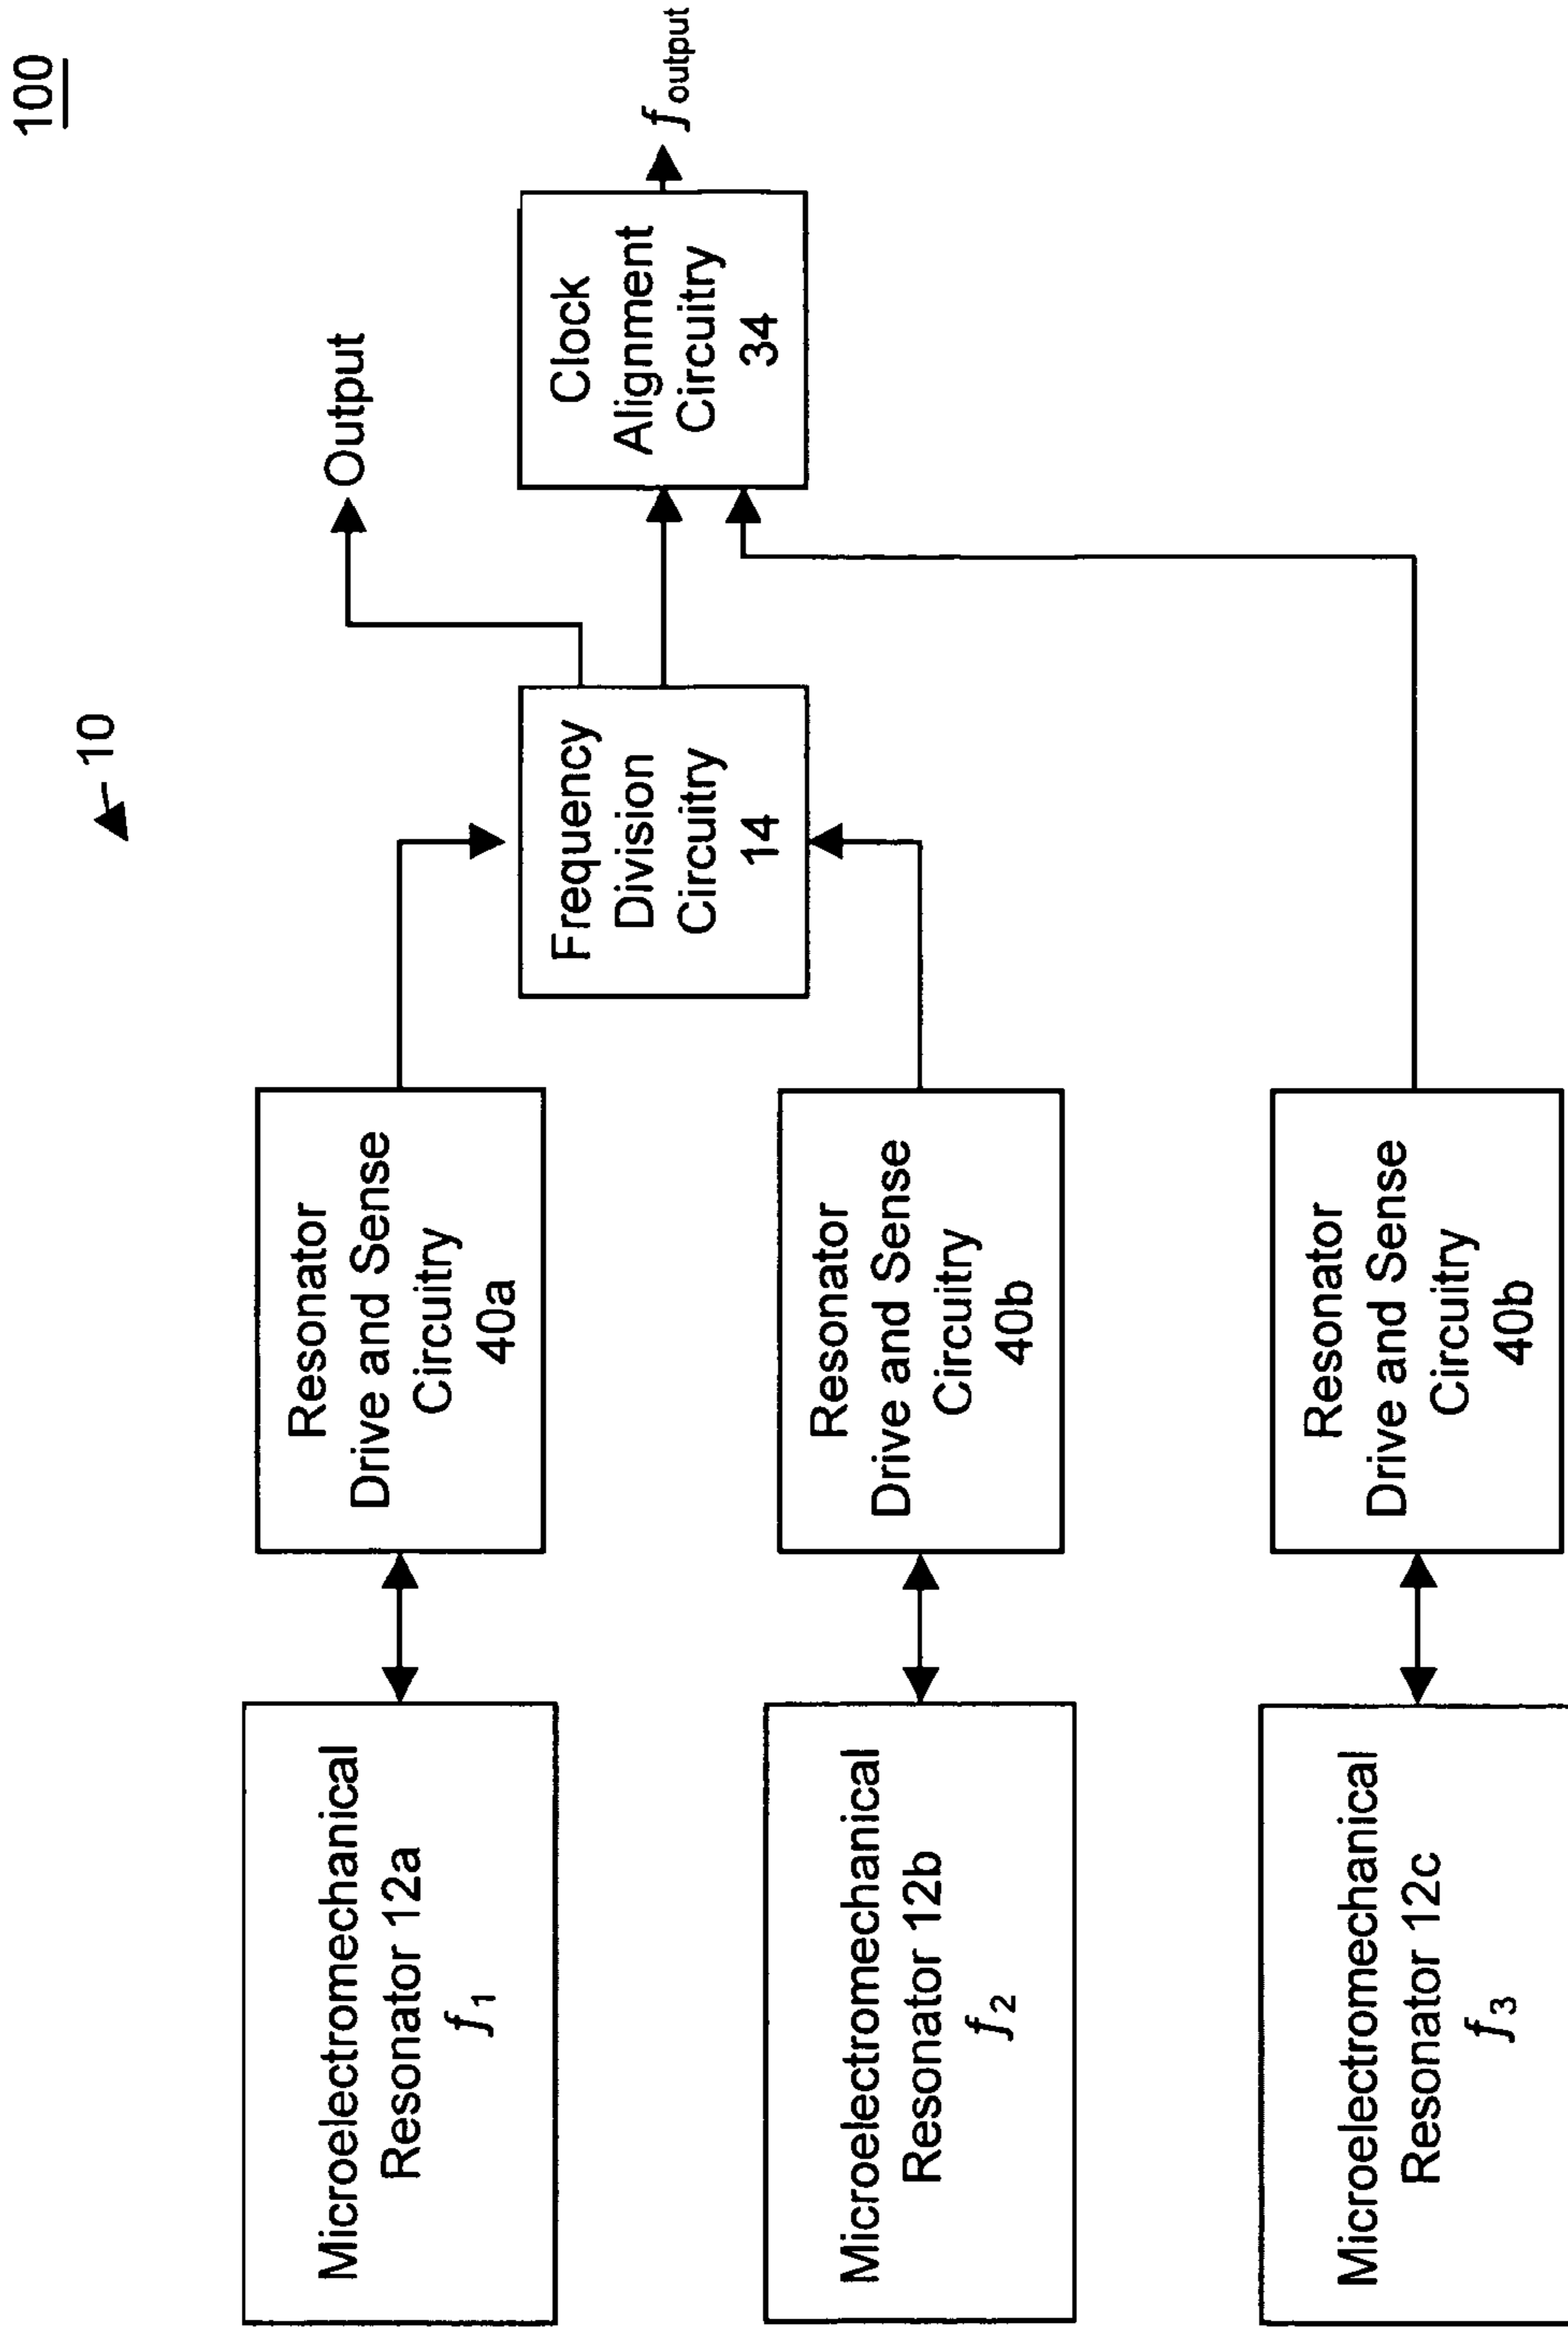 100
10
Microelectromechanical
Resonator 12a
f1
Resonator
Drive and Sense
Circuitry
40a
Output
Microelectromechanical
Resonator 12b
f2
Resonator
Drive and Sense
Circuitry
40b
Frequency
Division
Circuitry
14
Clock
Alignment
Circuitry
34
foutput
Microelectromechanical
Resonator 12c
f3
Resonator
Drive and Sense
Circuitry
40b